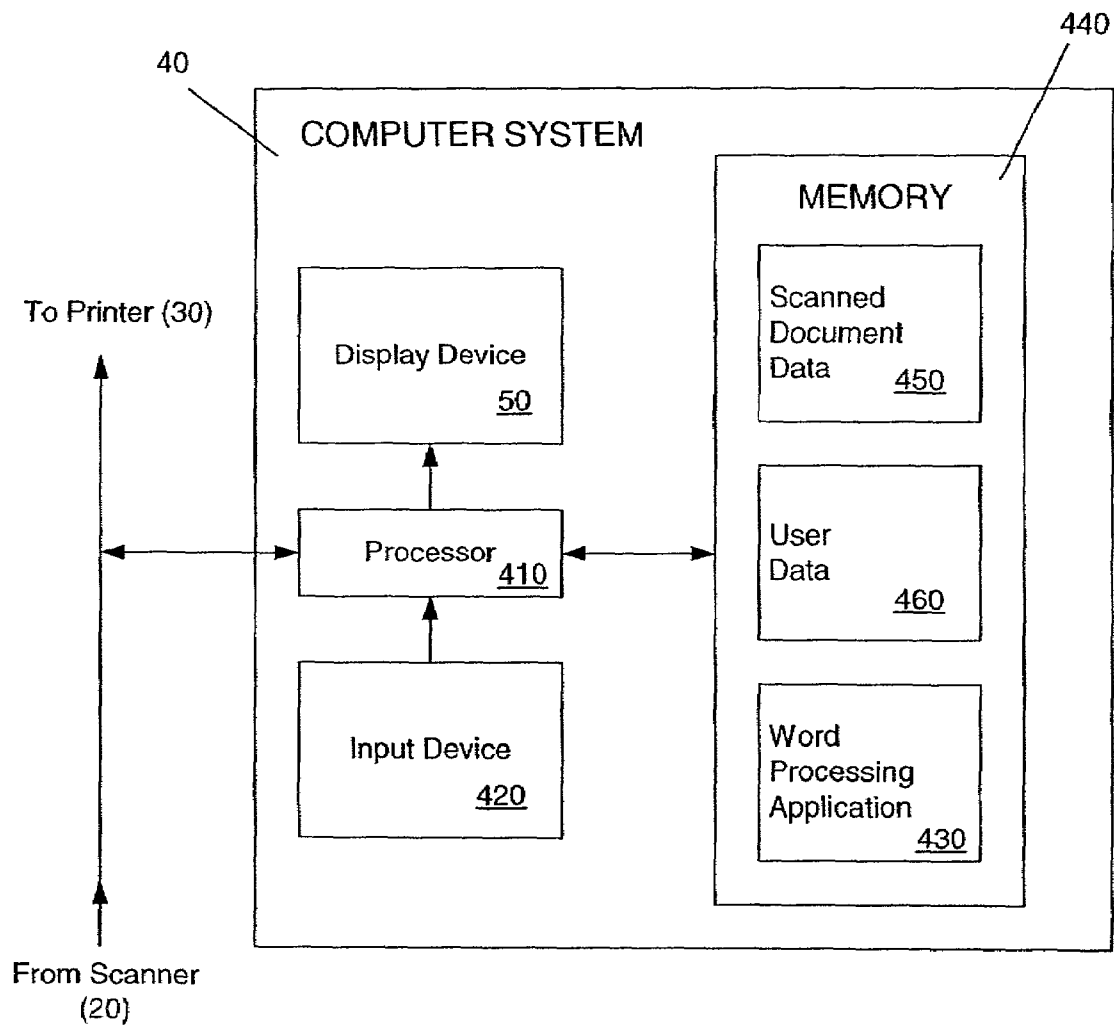 440
40
COMPUTER SYSTEM
MEMORY
Scanned
Document
Data
450
To Printer (30)
Display Device
50
User
Data
460
Processor
410
Input Device
420
Word
Processing
Application
430
From Scanner
(20)